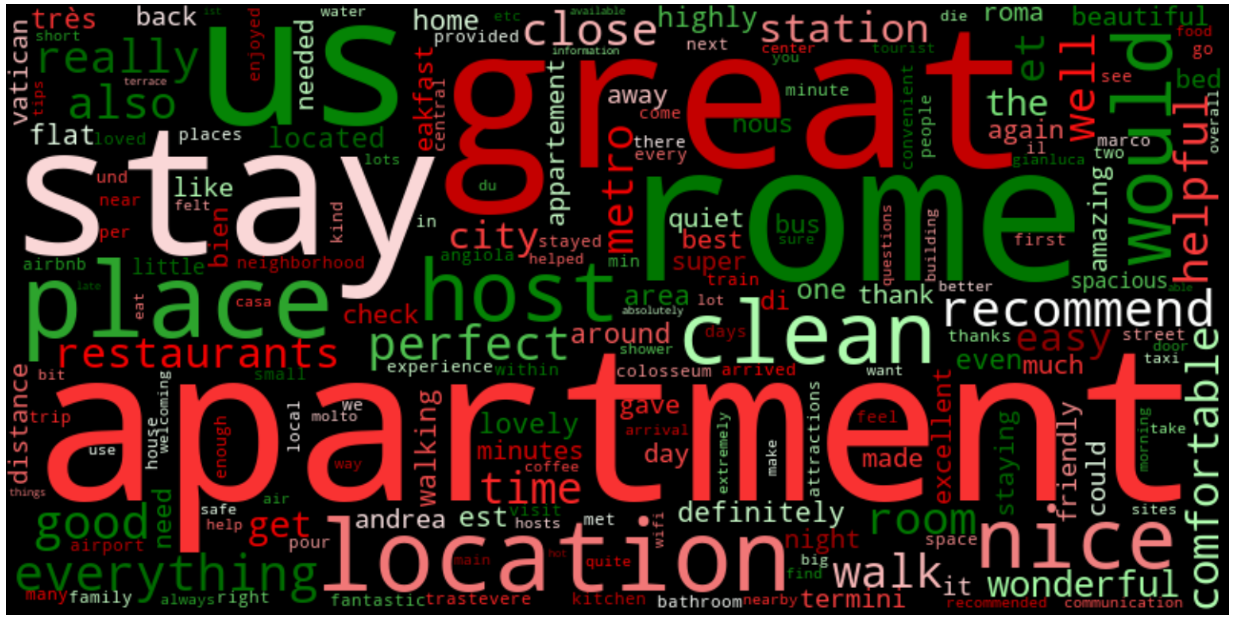 très
back
us
needed
home
provided
close
etc
water
available
highly
station
die
roma
beautiful
ist
short
enjoyed
next
center
tourist
food
go
vatican
really
also
information
great
you
et
well
see
bed
would
tips
terrace
eakfast
central
away
minute
the
again
helpful
overall
flat
loved
places
located
appartement
metro
come
nous
there
every
convenient
people
il
gianluca
marco
two
stay
lots
like
und
near
felt
kind
du
in
rome
quiet
bus
sure
best
questions
building
first
amazing
per
bien
city
stayed
helped
angiola
min
super
airbnb
little
neighborhood
train
spacious
able
place
late
eat
casa
check
host
area
lot
di
one
thank
better
recommend
absolutely
around
clean
days
thanks
easy
street
restaurants
perfect
experience
within
shower
colosseum
arrived
want
even
much
taxi
door
comfortable
bit
small
distance
trip
apartment
welcoming
house
enough
local
we
molto
walking
lovely
minutes
gave
arrival
day
extremely
make
attractions
feel
made
excellent
staying
friendly
could
morning
take
use
way
coffee
time
things
good
need
air
safe
help
get
andrea
est
visit
hosts
met
definitely
room
nice
sites
airport
pour
location
wifi
night
space
everything
main
hot
quite
big
find
walk
it
wonderful
many
family
always
right
fantastic
trastevere
kitchen
bathroom
nearby
termini
recommended
communication